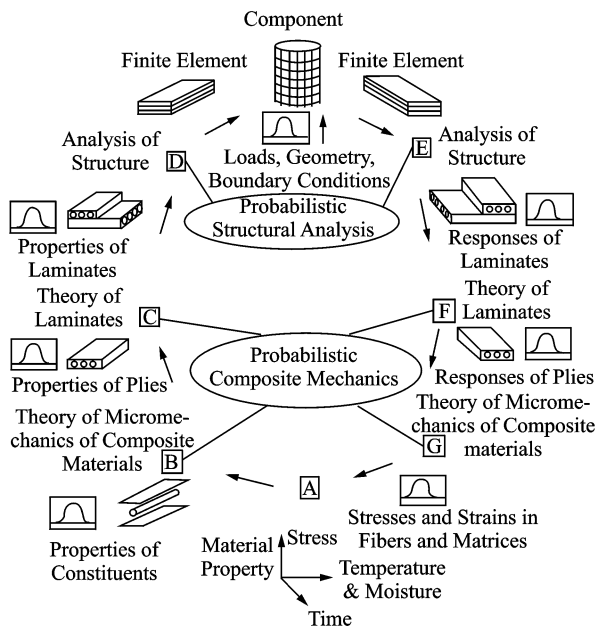 Component
Finite Element
Finite Element
Analysis of
Structure
D
Loads, Geometry,
Boundary Conditions
E
Analysis of
Structure
Probabilistic
Structural Analysis
Properties of
Laminates
Responses of
Laminates
Theory of
Laminates
C
F
Theory of
Laminates
Probabilistic
Composite Mechanics
Properties of Plies
Responses of Plies
Theory of Microme-
chanics of Composite
Materials
B
Theory of Microme-
chanics of Composite
materials
G
A
Properties of
Constituents
Stresses and Strains in
Fibers and Matrices
Material
Property
Stress
Temperature
& Moisture
Time